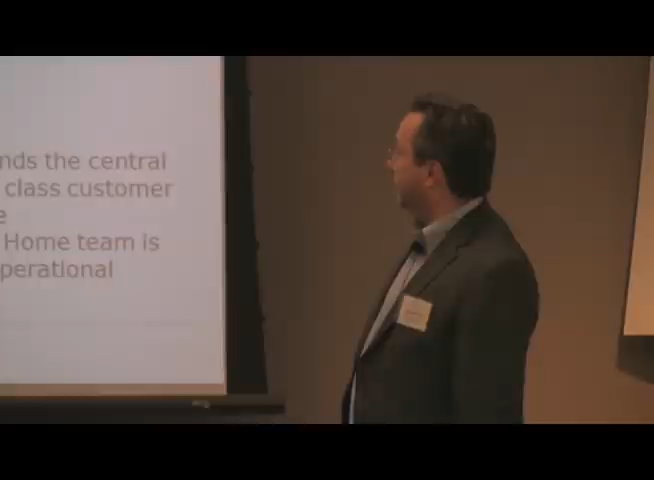 nds the central
class customer
e
Home team is
perational